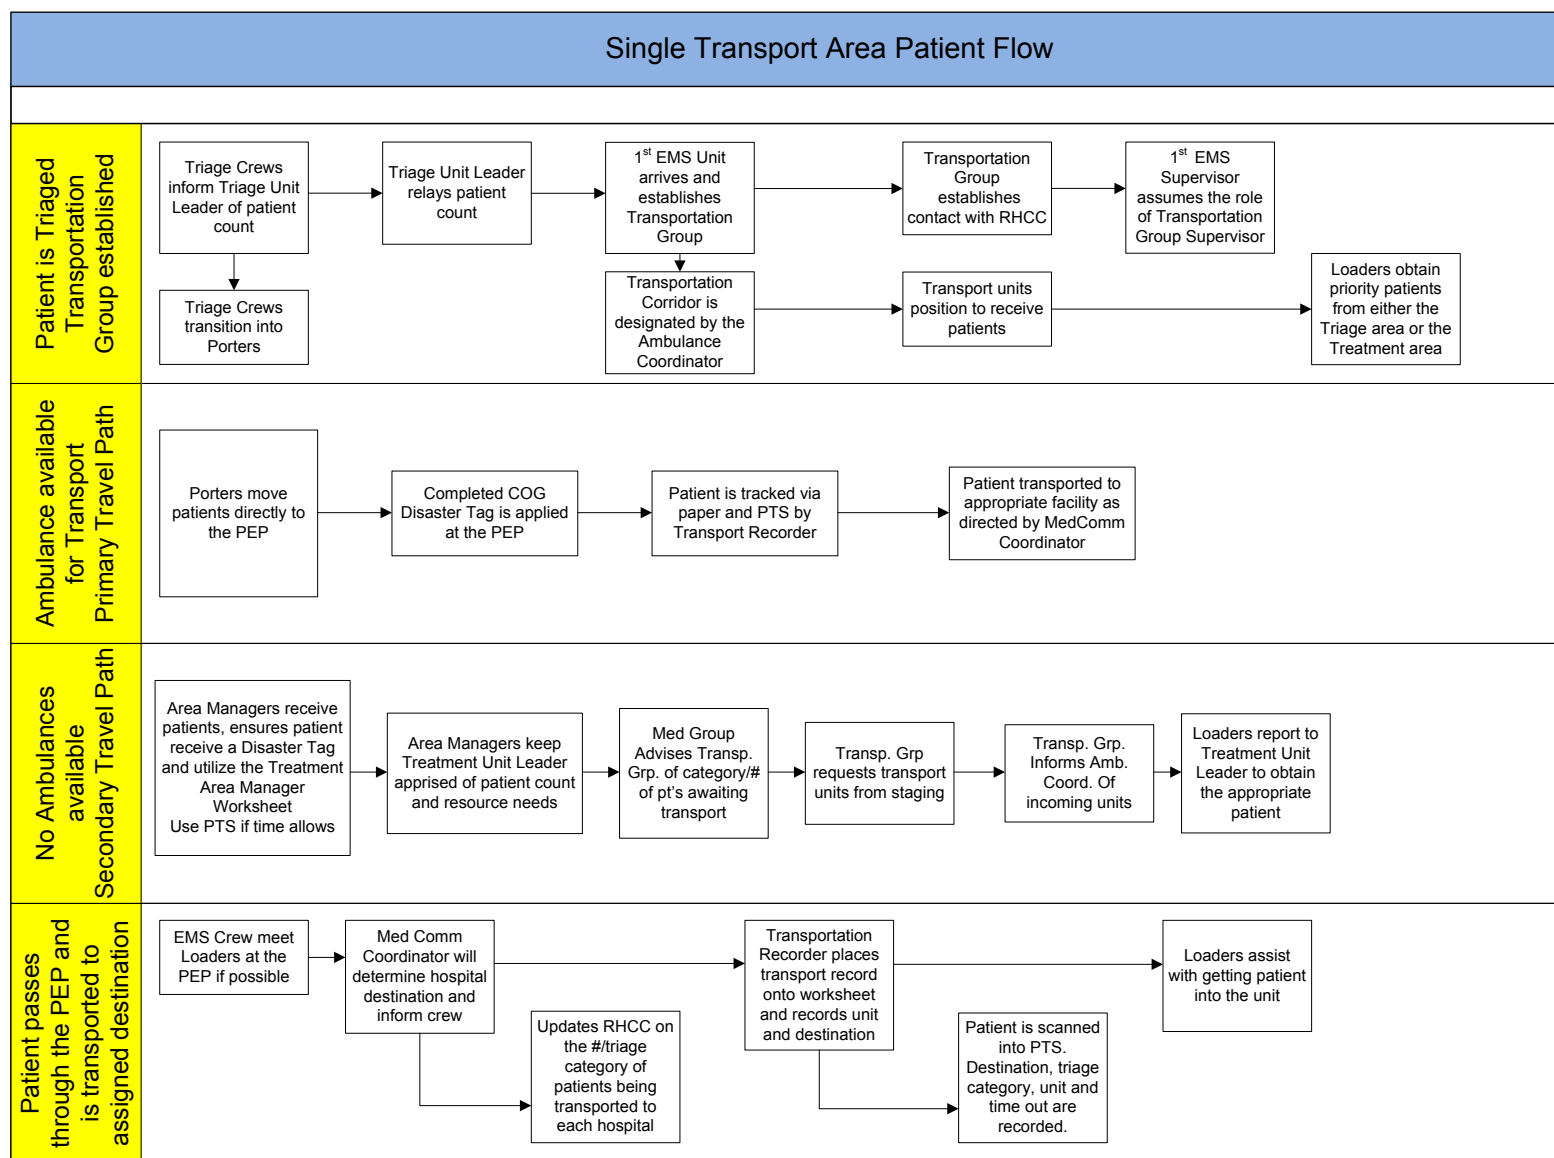 Single Transport Area Patient Flow
Patient is Triaged
Transportation
Group established
Triage Crews
inform Triage Unit
Leader of patient
count
Triage Unit Leader
relays patient
count
1st EMS Unit
arrives and
establishes
Transportation
Group
Transportation
Group
establishes
contact with RHCC
1st EMS
Supervisor
assumes the role
of Transportation
Group Supervisor
Triage Crews
transition into
Porters
Transportation
Corridor is
designated by the
Ambulance
Coordinator
Transport units
position to receive
patients
Loaders obtain
priority patients
from either the
Triage area or the
Treatment area
Ambulance available
for Transport
Primary Travel Path
Porters move
patients directly to
the PEP
Completed COG
Disaster Tag is applied
at the PEP
Patient is tracked via
paper and PTS by
Transport Recorder
Patient transported to
appropriate facility as
directed by MedComm
Coordinator
No Ambulances
available
Secondary Travel Path
Area Managers receive
patients, ensures patient
receive a Disaster Tag
and utilize the Treatment
Area Manager
Worksheet
Use PTS if time allows
Area Managers keep
Treatment Unit Leader
apprised of patient count
and resource needs
Med Group
Advises Transp.
Grp. of category/#
of pt's awaiting
transport
Transp. Grp
requests transport
units from staging
Transp. Grp.
Informs Amb.
Coord. Of
incoming units
Loaders report to
Treatment Unit
Leader to obtain
the appropriate
patient
Patient passes
through the PEP and
is transported to
assigned destination
EMS Crew meet
Loaders at the
PEP if possible
Med Comm
Coordinator will
determine hospital
destination and
inform crew
Updates RHCC on
the #/triage
category of
patients being
transported to
each hospital
Transportation
Recorder places
transport record
onto worksheet
and records unit
and destination
Patient is scanned
into PTS.
Destination, triage
category, unit and
time out are
recorded.
Loaders assist
with getting patient
into the unit